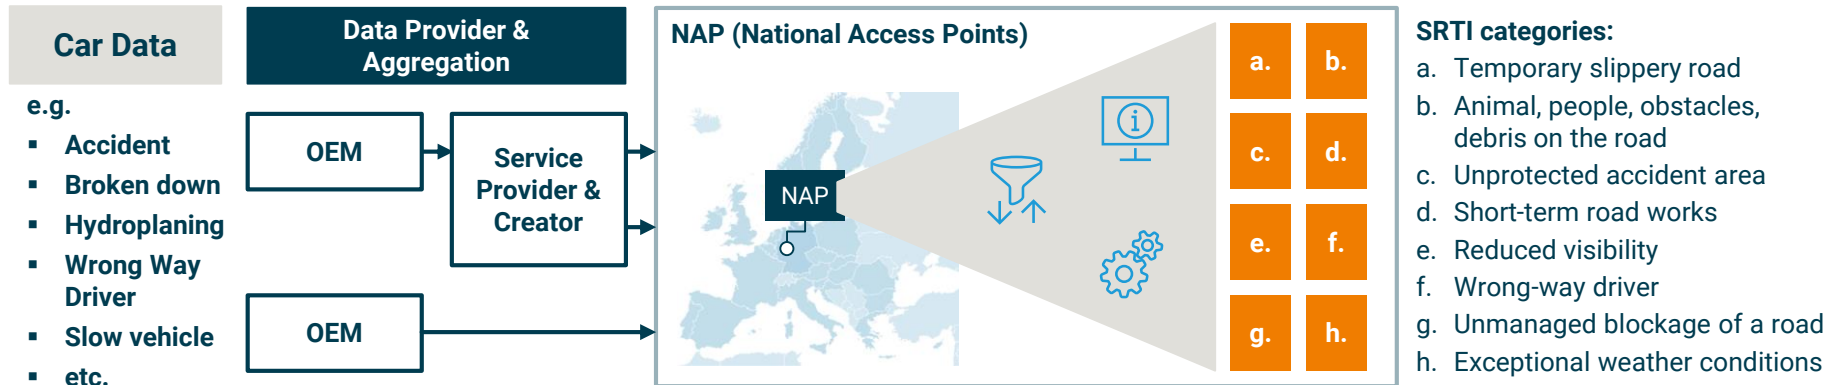 Car Data
e.g.
▪ Accident
▪ Broken down
▪ Hydroplaning
▪ Wrong Way
Driver
▪ Slow vehicle
▪ etc.
Data Provider &
Aggregation
OEM
Service
Provider &
Creator
OEM
NAP (National Access Points)
NAP
a. b.
c. d.
e. f.
g. h.
SRTI categories:
a. Temporary slippery road
b. Animal, people, obstacles,
debris on the road
c. Unprotected accident area
d. Short-term road works
e. Reduced visibility
f. Wrong-way driver
g. Unmanaged blockage of a road
h. Exceptional weather conditions